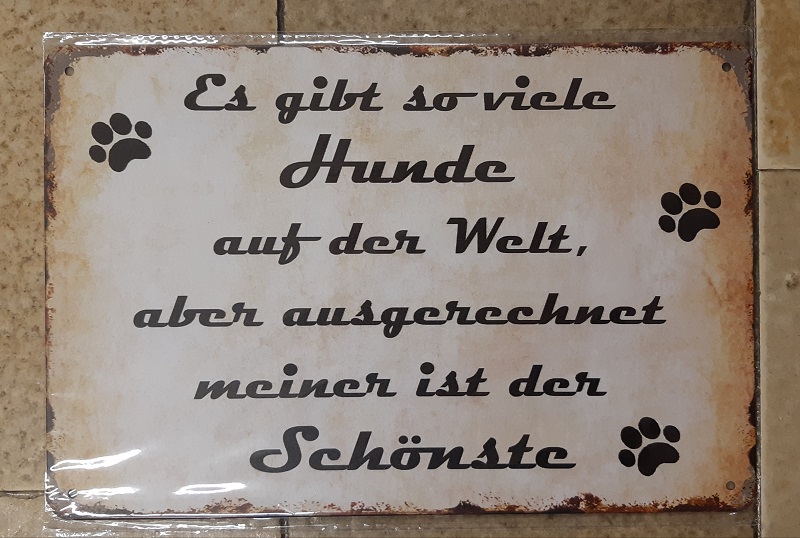 Es gibt so viele
Hunde
auf der Welt,
aber ausgerechnet
meiner ist der
Schönste